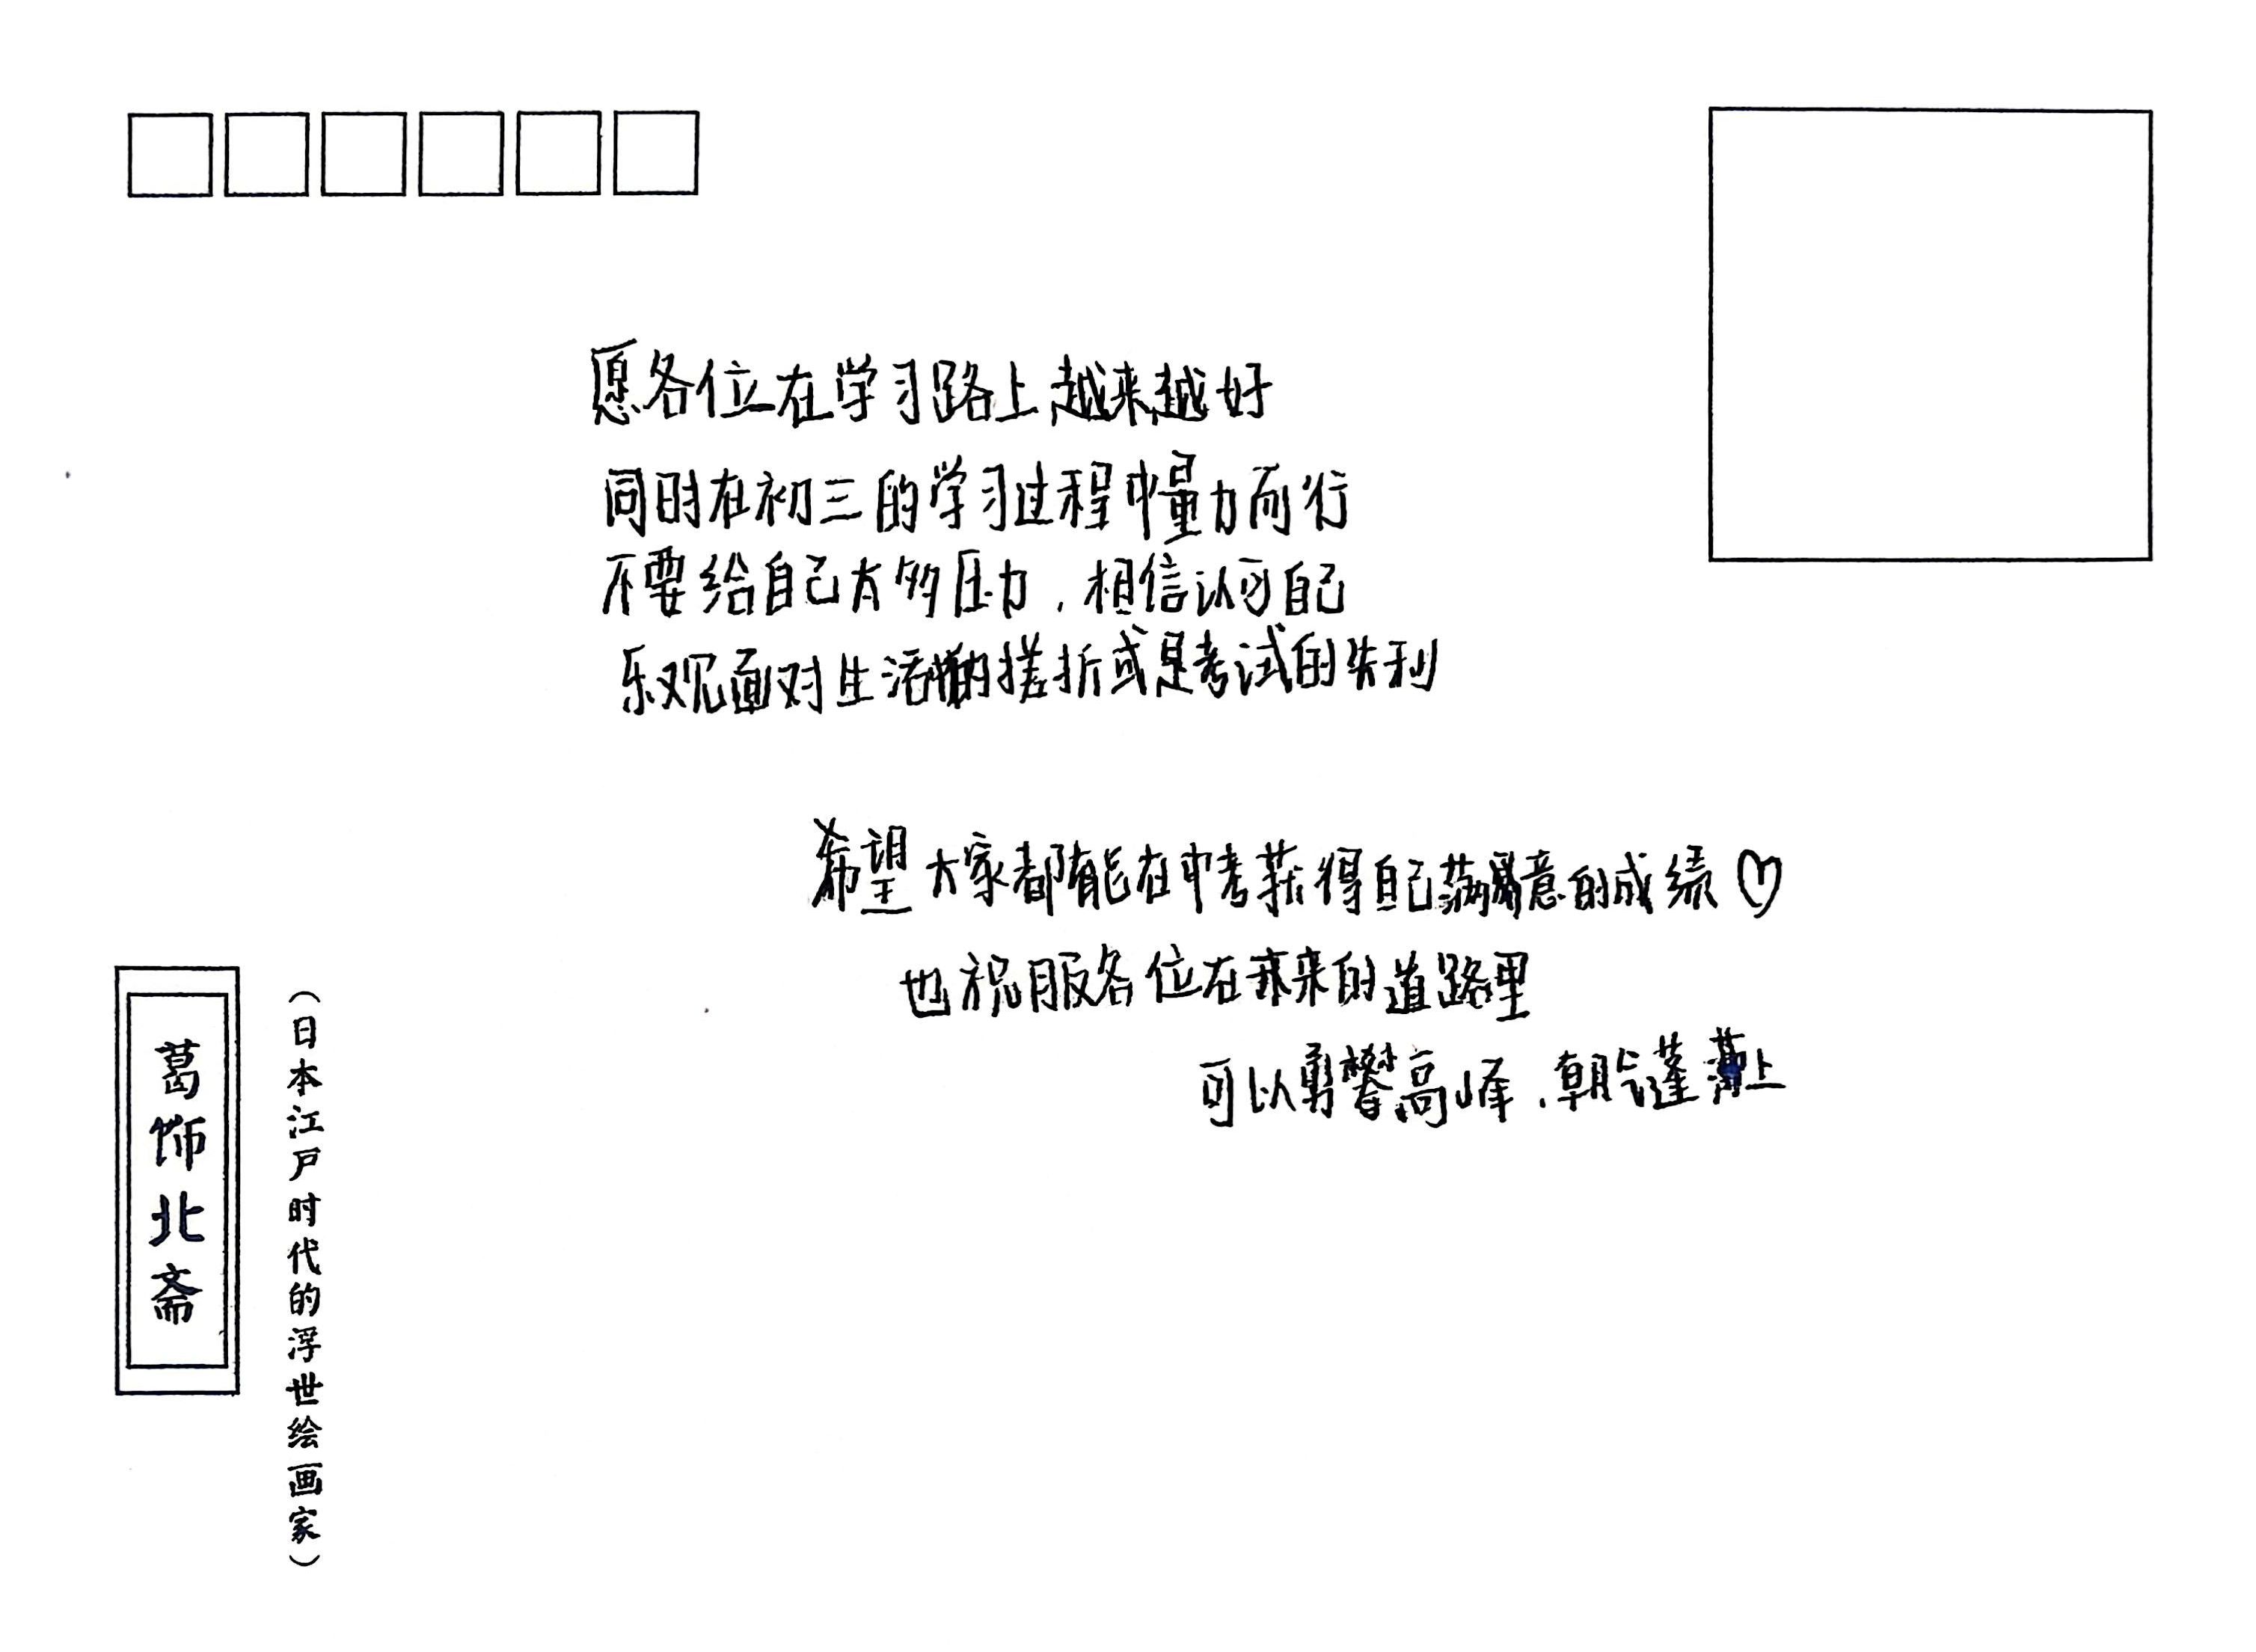 愿各位在学习路上越来越好
同时在初三的学习过程中量力而行
不要给自己太多压力，相信认可自己
乐观面对生活中的搓折或是考试的失利
希望大家都能在中考获得自己满意的成绩♡
也祝服各位在未来的道路里
可以勇攀高峰，朝气蓬上
葛饰北斋
（日本江户时代的浮世绘画家）